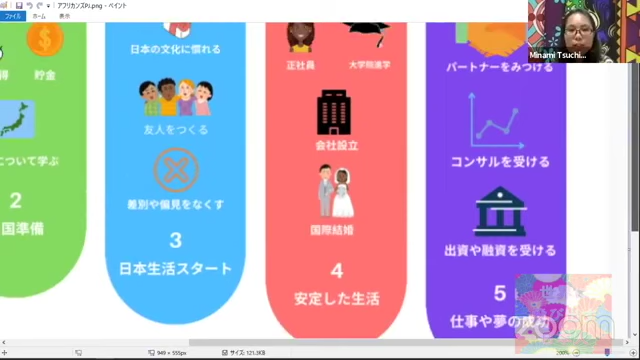 アフリカンズPJ.png - ペイント
ファイル
ホーム
表示
得
貯金
について学ぶ
2
国準備
日本の文化に慣れる
友人をつくる
差別や偏見をなくす
3
日本生活スタート
正社員
大学院進学
会社設立
国際結婚
4
安定した生活
パートナーをみつける
コンサルを受ける
出資や融資を受ける
5
仕事や夢の成功
Minami Tsuchi...
zoom
949 × 555px
サイズ: 121.3KB
200%